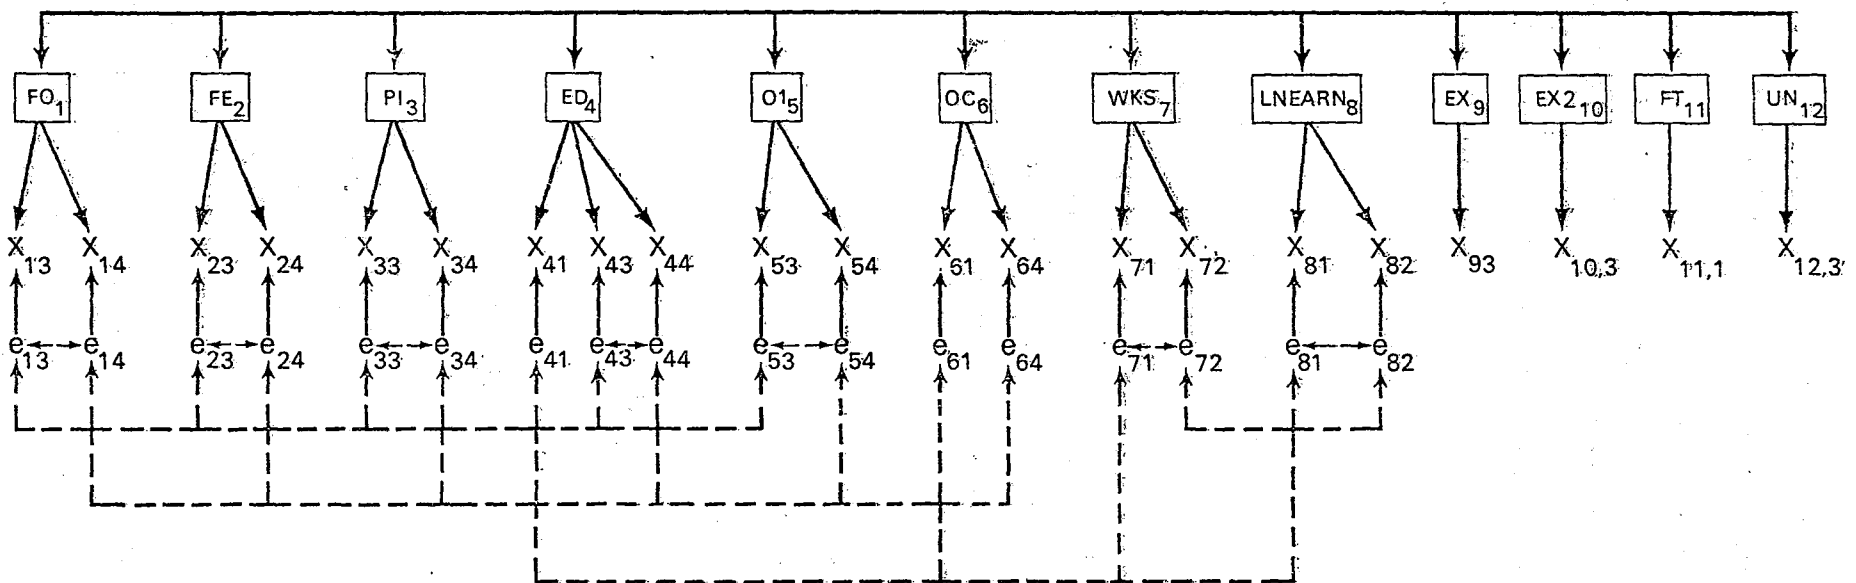 FO₁ FE₂ PI₃ ED₄ O1₅ OC₆ WKS₇ LNEARN₈ EX₉ EX2₁₀ FT₁₁ UN₁₂
X₁₃ X₁₄ X₂₃ X₂₄ X₃₃ X₃₄ X₄₁ X₄₃ X₄₄ X₅₃ X₅₄ X₆₁ X₆₄ X₇₁ X₇₂ X₈₁ X₈₂ X₉₃ X₁₀,₃ X₁₁,₁ X₁₂,₃
e₁₃ e₁₄ e₂₃ e₂₄ e₃₃ e₃₄ e₄₁ e₄₃ e₄₄ e₅₃ e₅₄ e₆₁ e₆₄ e₇₁ e₇₂ e₈₁ e₈₂